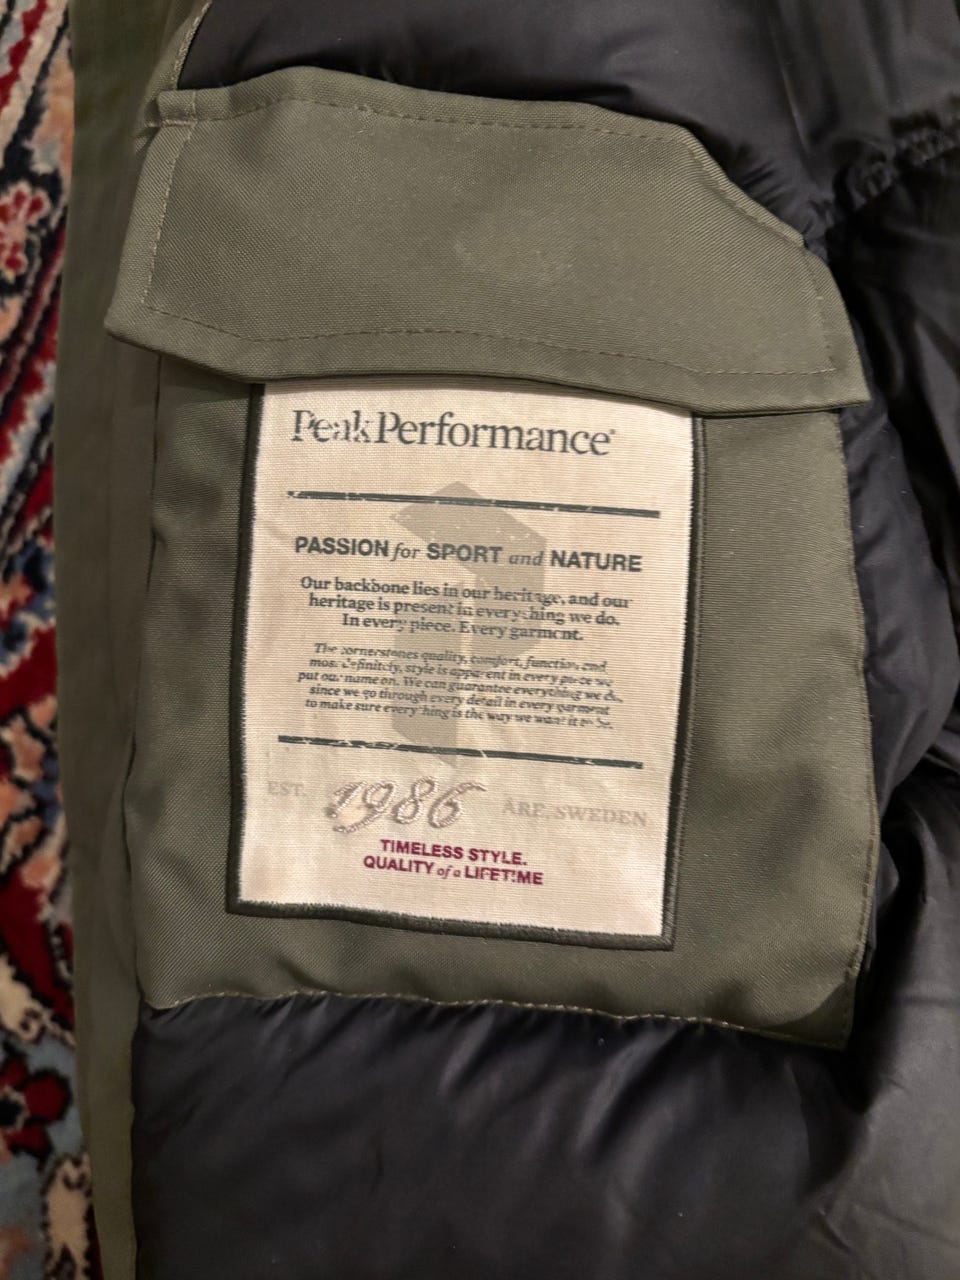 Peak Performance®
PASSION for SPORT and NATURE
Our backbone lies in our heritage, and our
heritage is present in everything we do.
In every piece. Every garment.
The cornerstones quality, comfort, function and
most definitely, style is apparent in every piece we
put our name on. We can guarantee everything we do,
since we go through every detail in every garment
to make sure everything is the way we want it to be.
EST. 1986 ÅRE, SWEDEN
TIMELESS STYLE.
QUALITY of a LIFETIME